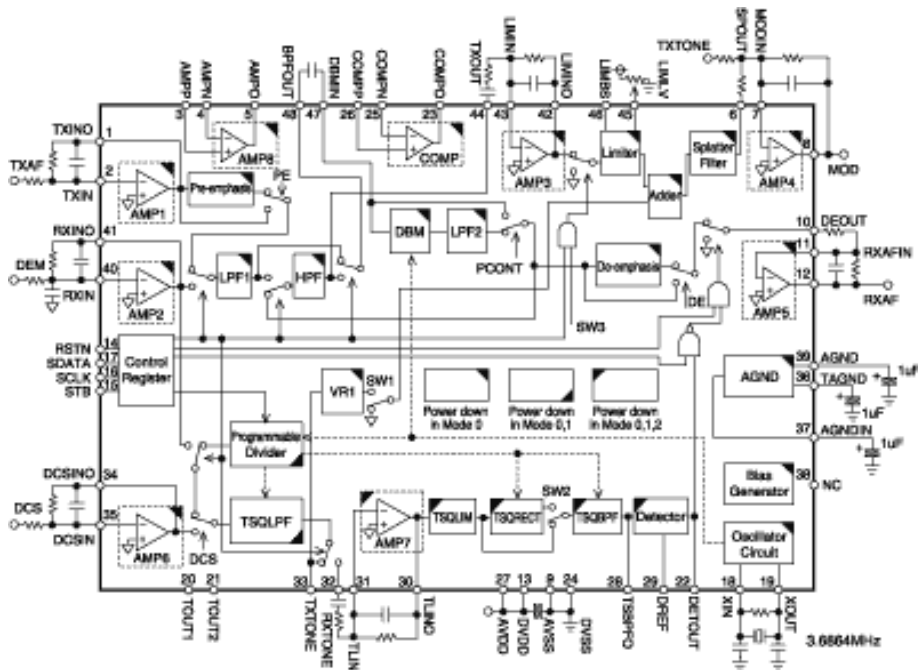 AMPP
AMPN
AMPO
BPFOUT
DBMIN
COMPP
COMPN
COMPO
TXOUT
LIMIN
LIMINO
LIMBS
LIMLV
TXTONE
SPOUT
MODIN
3
4
5
48
47
26
25
23
44
43
42
46
45
6
7
TXINO
1
TXAF
2
TXIN
AMP1
Pre-emphasis
PE
AMP8
COMP
AMP3
Limiter
Splatter
Filter
Adder
AMP4
8
MOD
RXINO
41
DEM
40
RXIN
AMP2
LPF1
HPF
DBM
LPF2
PCONT
De-emphasis
DE
SW3
10
DEOUT
11
RXAFIN
12
RXAF
AMP5
RSTN
14
SDATA
17
SCLK
16
STB
15
Control
Register
VR1
SW1
Power down
in Mode 0
Power down
in Mode 0,1
Power down
in Mode 0,1,2
AGND
39
AGND
1uF
36
TAGND
1uF
37
AGNDIN
1uF
Programmable
Divider
DCSINO
34
DCS
35
DCSIN
AMP6
DCS
TSQLPF
AMP7
TSQLIM
TSQRECT
SW2
TSQBPF
Detector
Bias
Generator
38
NC
Oscillator
Circuit
20
21
33
32
31
30
27
13
9
24
28
29
22
18
19
TOUT1
TOUT2
TXTONE
RXTONE
TLIN
TLINO
AVDD
DVDD
AVSS
DVSS
TSBPFO
DREF
DETOUT
XIN
XOUT
3.6864MHz